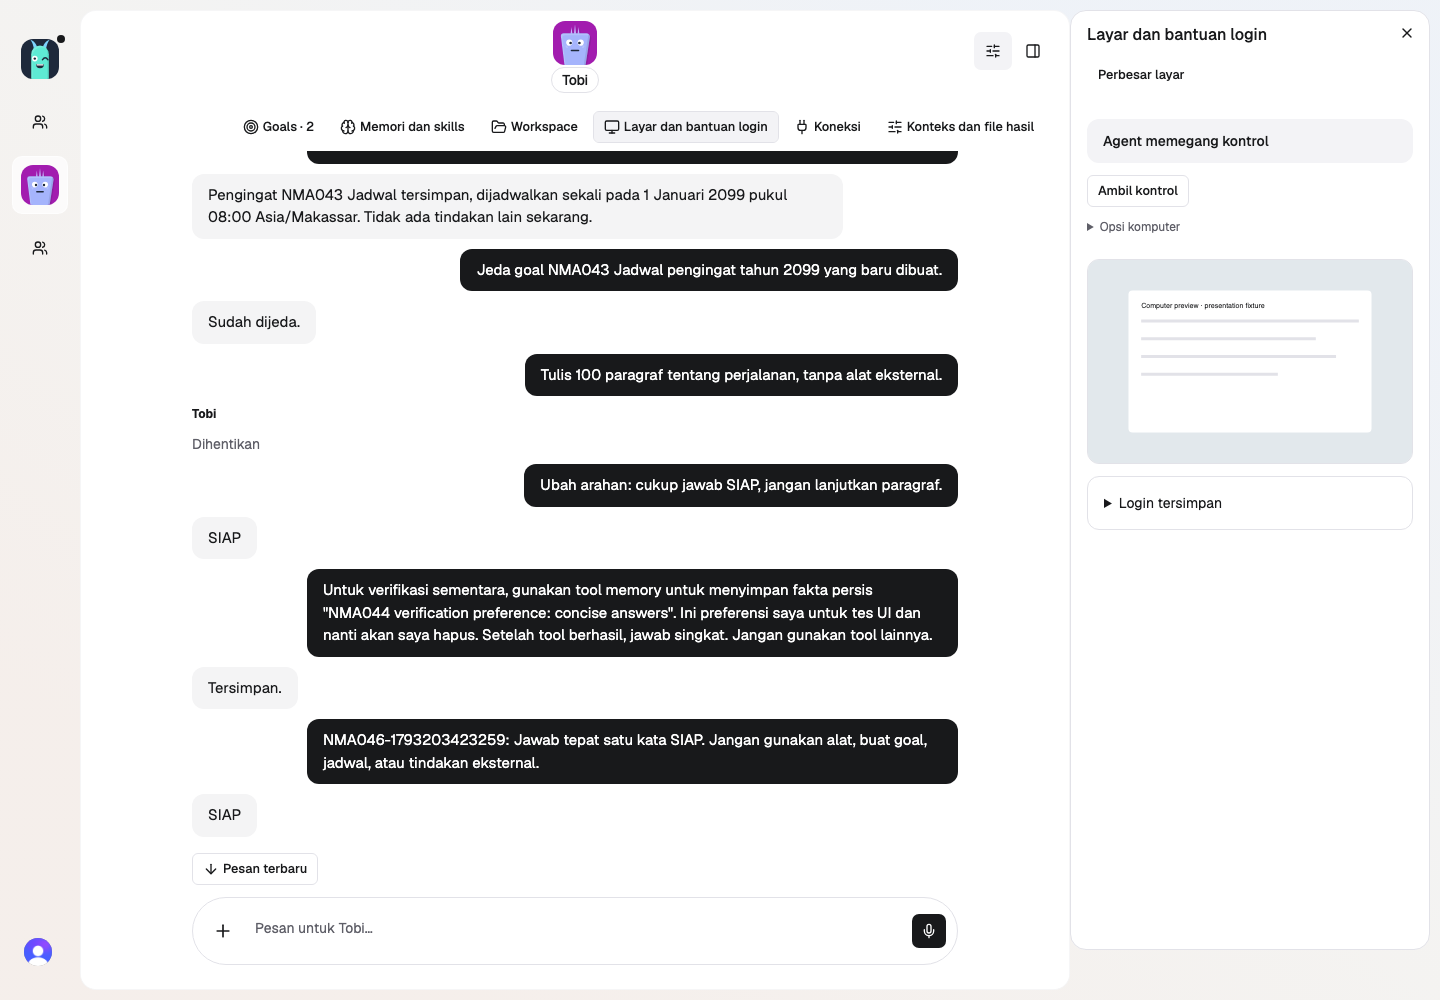 Tobi
Goals · 2
Memori dan skills
Workspace
Layar dan bantuan login
Koneksi
Konteks dan file hasil
Pengingat NMA043 Jadwal tersimpan, dijadwalkan sekali pada 1 Januari 2099 pukul
08:00 Asia/Makassar. Tidak ada tindakan lain sekarang.
Jeda goal NMA043 Jadwal pengingat tahun 2099 yang baru dibuat.
Sudah dijeda.
Tulis 100 paragraf tentang perjalanan, tanpa alat eksternal.
Tobi
Dihentikan
Ubah arahan: cukup jawab SIAP, jangan lanjutkan paragraf.
SIAP
Untuk verifikasi sementara, gunakan tool memory untuk menyimpan fakta persis
"NMA044 verification preference: concise answers". Ini preferensi saya untuk tes UI dan
nanti akan saya hapus. Setelah tool berhasil, jawab singkat. Jangan gunakan tool lainnya.
Tersimpan.
NMA046-1793203423259: Jawab tepat satu kata SIAP. Jangan gunakan alat, buat goal,
jadwal, atau tindakan eksternal.
SIAP
Pesan terbaru
Pesan untuk Tobi...
Layar dan bantuan login
Perbesar layar
Agent memegang kontrol
Ambil kontrol
Opsi komputer
Computer preview · presentation fixture
Login tersimpan